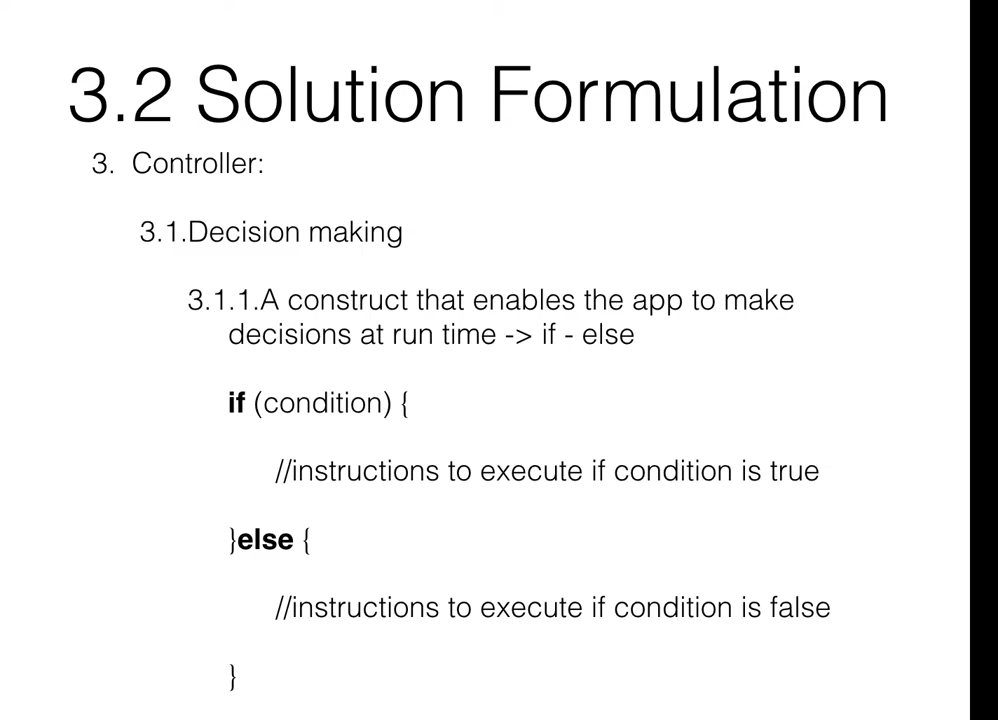 3.2 Solution Formulation
3. Controller:
3.1.Decision making
3.1.1.A construct that enables the app to make
decisions at run time -> if - else
if (condition) {
//instructions to execute if condition is true
}else {
//instructions to execute if condition is false
}